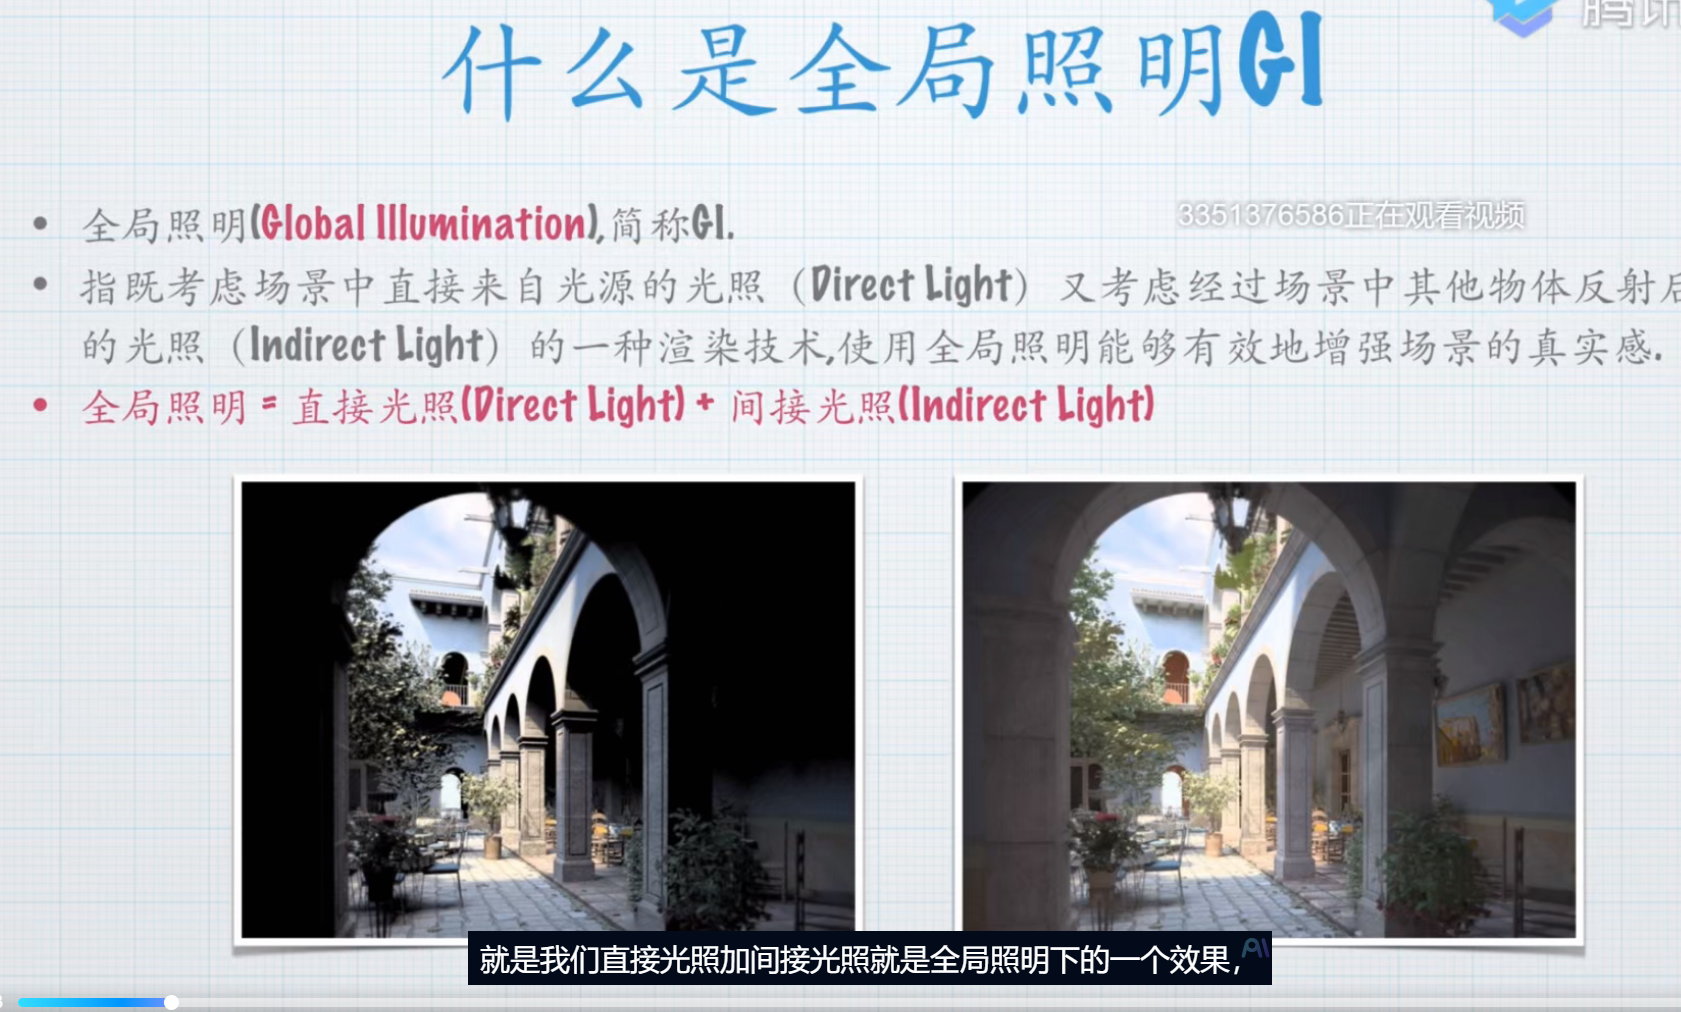 腾讯
什么是全局照明GI
3351376586正在观看视频
• 全局照明(Global Illumination),简称GI.
• 指既考虑场景中直接来自光源的光照（Direct Light）又考虑经过场景中其他物体反射后
的光照（Indirect Light）的一种渲染技术,使用全局照明能够有效地增强场景的真实感.
• 全局照明 = 直接光照(Direct Light) + 间接光照(Indirect Light)
就是我们直接光照加间接光照就是全局照明下的一个效果，
AI